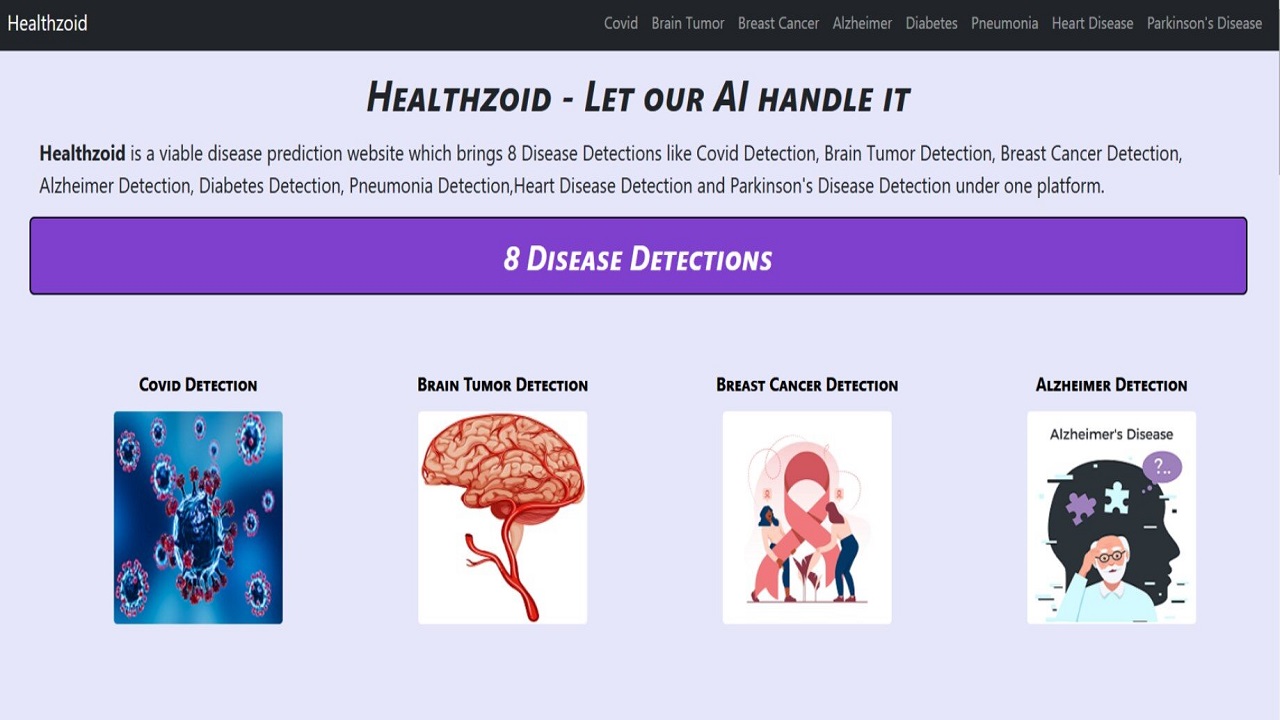 Healthzoid
Covid Brain Tumor Breast Cancer Alzheimer Diabetes Pneumonia Heart Disease Parkinson's Disease
Healthzoid - Let our AI handle it
Healthzoid is a viable disease prediction website which brings 8 Disease Detections like Covid Detection, Brain Tumor Detection, Breast Cancer Detection,
Alzheimer Detection, Diabetes Detection, Pneumonia Detection,Heart Disease Detection and Parkinson's Disease Detection under one platform.
8 Disease Detections
Covid Detection
Brain Tumor Detection
Breast Cancer Detection
Alzheimer Detection
Alzheimer's Disease
?..